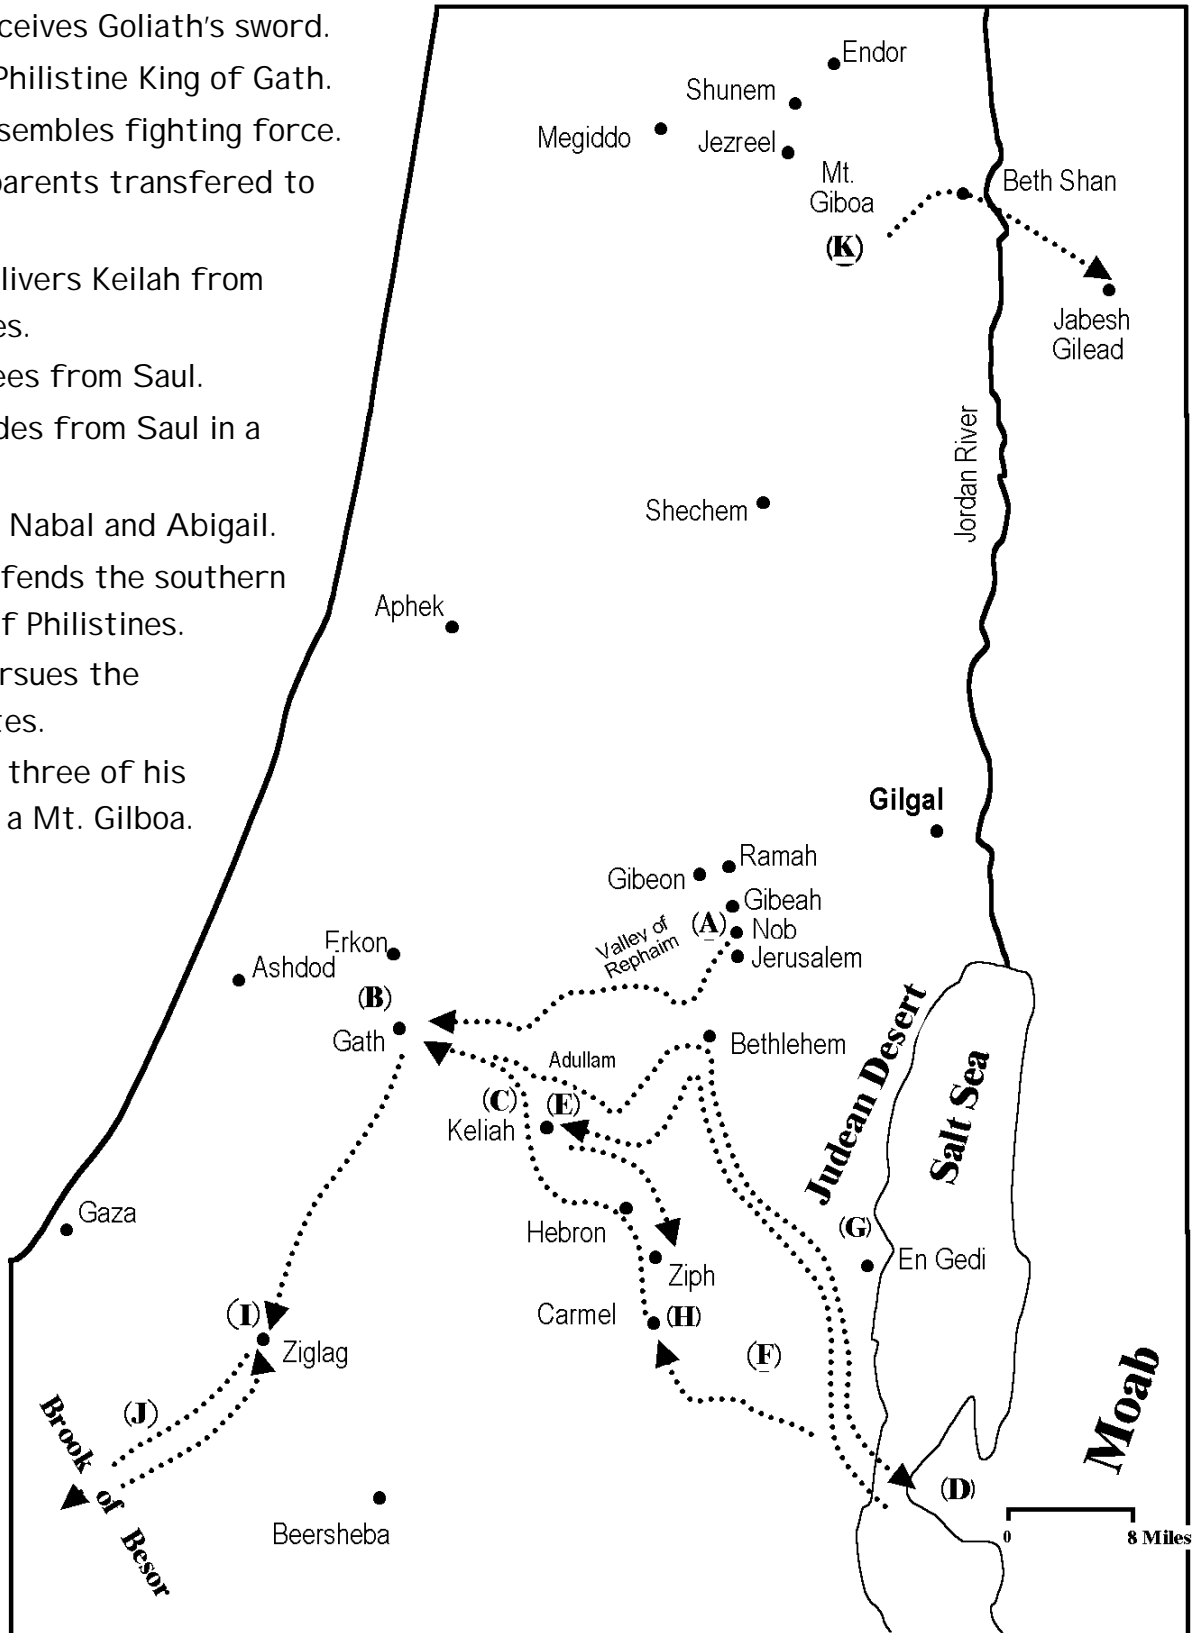 ceives Goliath's sword.
Philistine King of Gath.
sembles fighting force.
parents transfered to
livers Keilah from
es.
ees from Saul.
des from Saul in a
Nabal and Abigail.
fends the southern
f Philistines.
rsues the
tes.
three of his
a Mt. Gilboa.
Endor
Shunem
Megiddo
Jezreel
Mt.
Giboa
(K)
Beth Shan
Jabesh
Gilead
Jordan River
Shechem
Aphek
Gilgal
Ramah
Gibeon
Gibeah
(A)
Nob
Jerusalem
Valley of
Rephaim
Erkon
Ashdod
(B)
Gath
Bethlehem
Adullam
(C)
(E)
Keliah
Judean Desert
Salt Sea
Gaza
Hebron
Ziph
(G)
En Gedi
Carmel
(H)
(I)
Ziglag
(F)
(J)
Brook
of
Besor
Beersheba
Moab
(D)
0
8 Miles